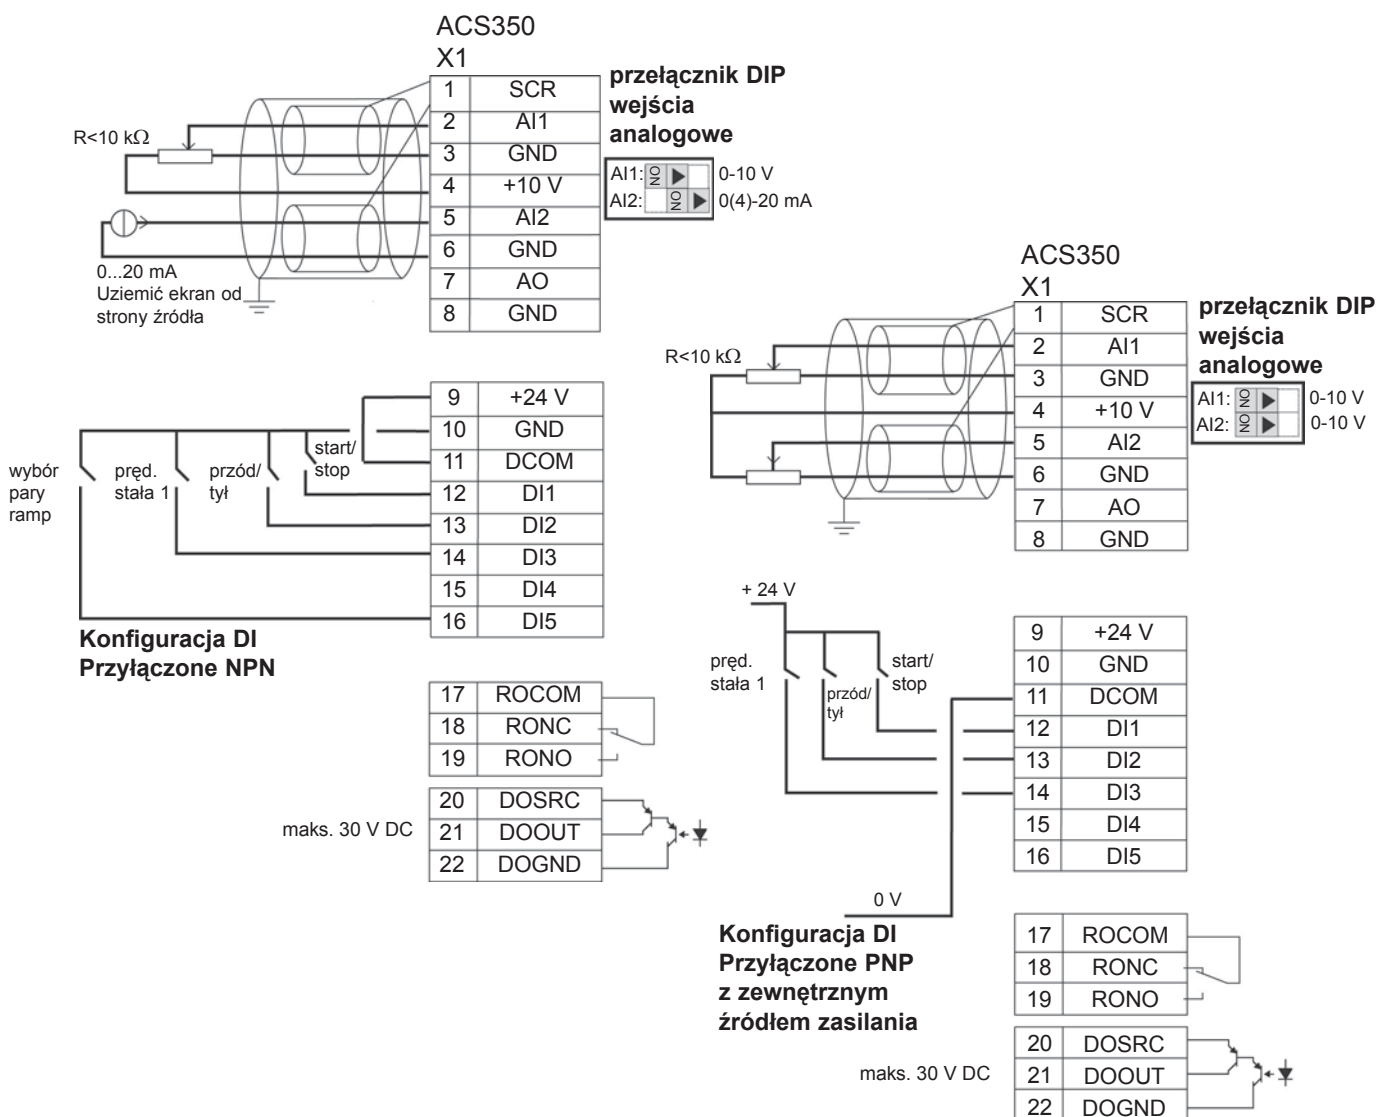 ACS350
X1
1 SCR
2 AI1
3 GND
4 +10 V
5 AI2
6 GND
7 AO
8 GND
przełącznik DIP
wejścia
analogowe
AI1: ON 0-10 V
AI2: ON 0(4)-20 mA
R<10 kΩ
0...20 mA
Uziemić ekran od
strony źródła
9 +24 V
10 GND
11 DCOM
12 DI1
13 DI2
14 DI3
15 DI4
16 DI5
wybór
pary
ramp
pręd.
stała 1
przód/
tył
start/
stop
Konfiguracja DI
Przyłączone NPN
17 ROCOM
18 RONC
19 RONO
20 DOSRC
21 DOOUT
22 DOGND
maks. 30 V DC
ACS350
X1
1 SCR
2 AI1
3 GND
4 +10 V
5 AI2
6 GND
7 AO
8 GND
przełącznik DIP
wejścia
analogowe
AI1: ON 0-10 V
AI2: ON 0-10 V
R<10 kΩ
+ 24 V
pręd.
stała 1
przód/
tył
start/
stop
9 +24 V
10 GND
11 DCOM
12 DI1
13 DI2
14 DI3
15 DI4
16 DI5
0 V
Konfiguracja DI
Przyłączone PNP
z zewnętrznym
źródłem zasilania
17 ROCOM
18 RONC
19 RONO
20 DOSRC
21 DOOUT
22 DOGND
maks. 30 V DC